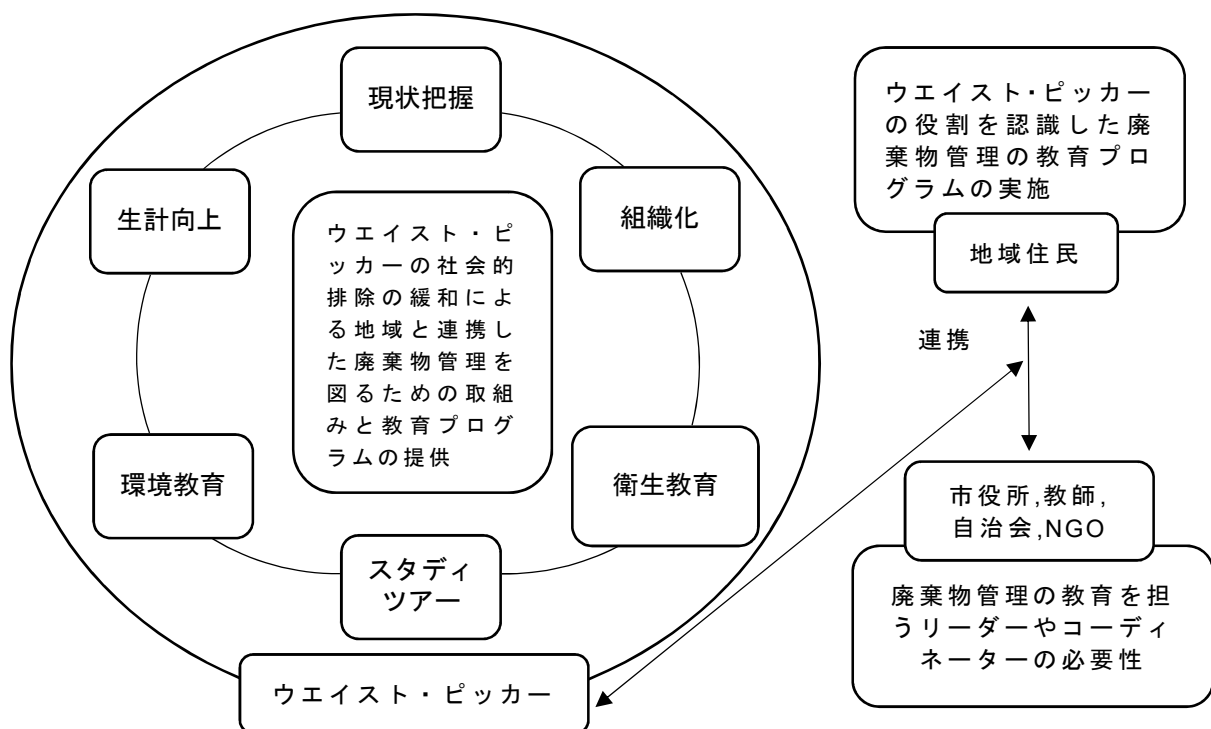 現状把握
生計向上
組織化
ウエイスト・ピ
ッカーの社会的
排除の緩和によ
る地域と連携し
た廃棄物管理を
図るための取組
みと教育プログ
ラムの提供
環境教育
衛生教育
スタディ
ツアー
ウエイスト・ピッカー
ウエイスト・ピッカー
の役割を認識した廃
棄物管理の教育プロ
グラムの実施
地域住民
連携
市役所,教師,
自治会,NGO
廃棄物管理の教育を担
うリーダーやコーディ
ネーターの必要性